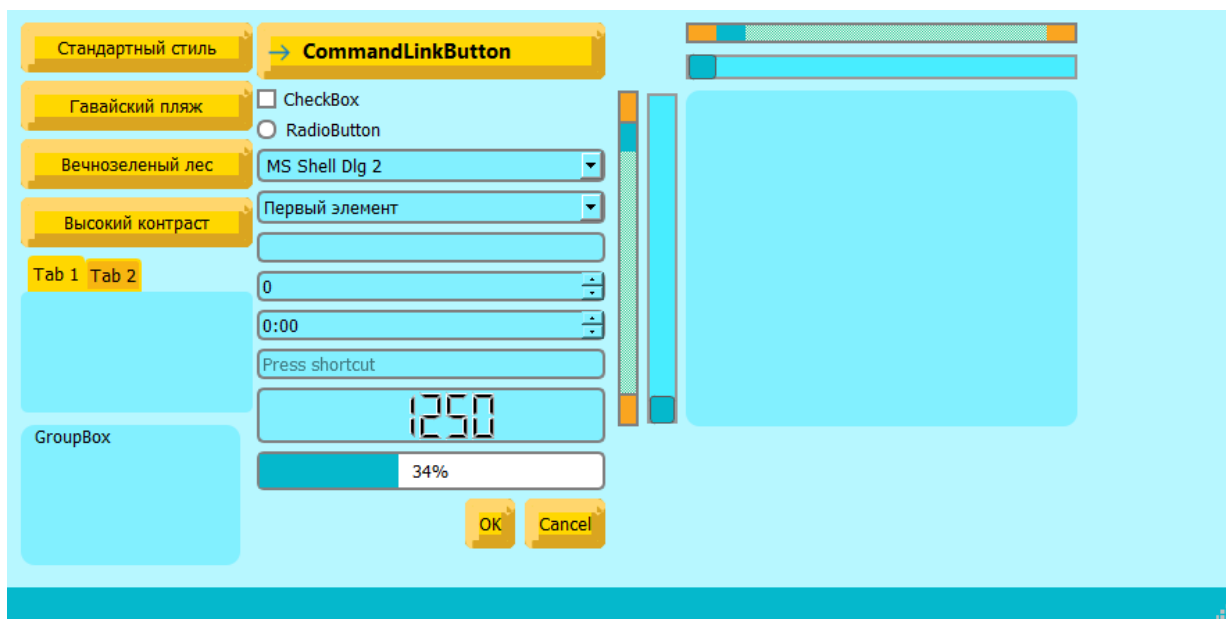 Стандартный стиль
Гавайский пляж
Вечнозеленый лес
Высокий контраст
Tab 1 Tab 2
GroupBox
CommandLinkButton
CheckBox
RadioButton
MS Shell Dlg 2
Первый элемент
0
0:00
Press shortcut
1250
34%
OK Cancel